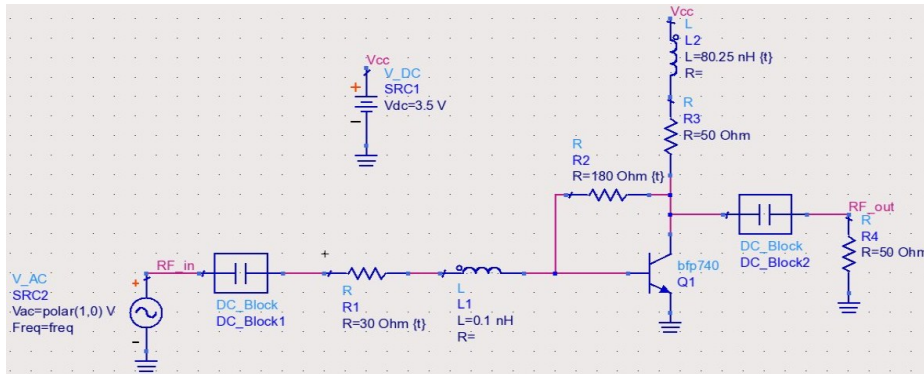 Vcc
L
L2
L=80.25 nH {t}
R=
Vcc
V_DC
SRC1
Vdc=3.5 V
R
R3
R=50 Ohm
R
R2
R=180 Ohm {t}
RF_out
R
R4
R=50 Ohm
DC_Block
DC_Block2
bfp740
Q1
RF_in
V_AC
SRC2
Vac=polar(1,0) V
Freq=freq
DC_Block
DC_Block1
R
R1
R=30 Ohm {t}
L
L1
L=0.1 nH
R=